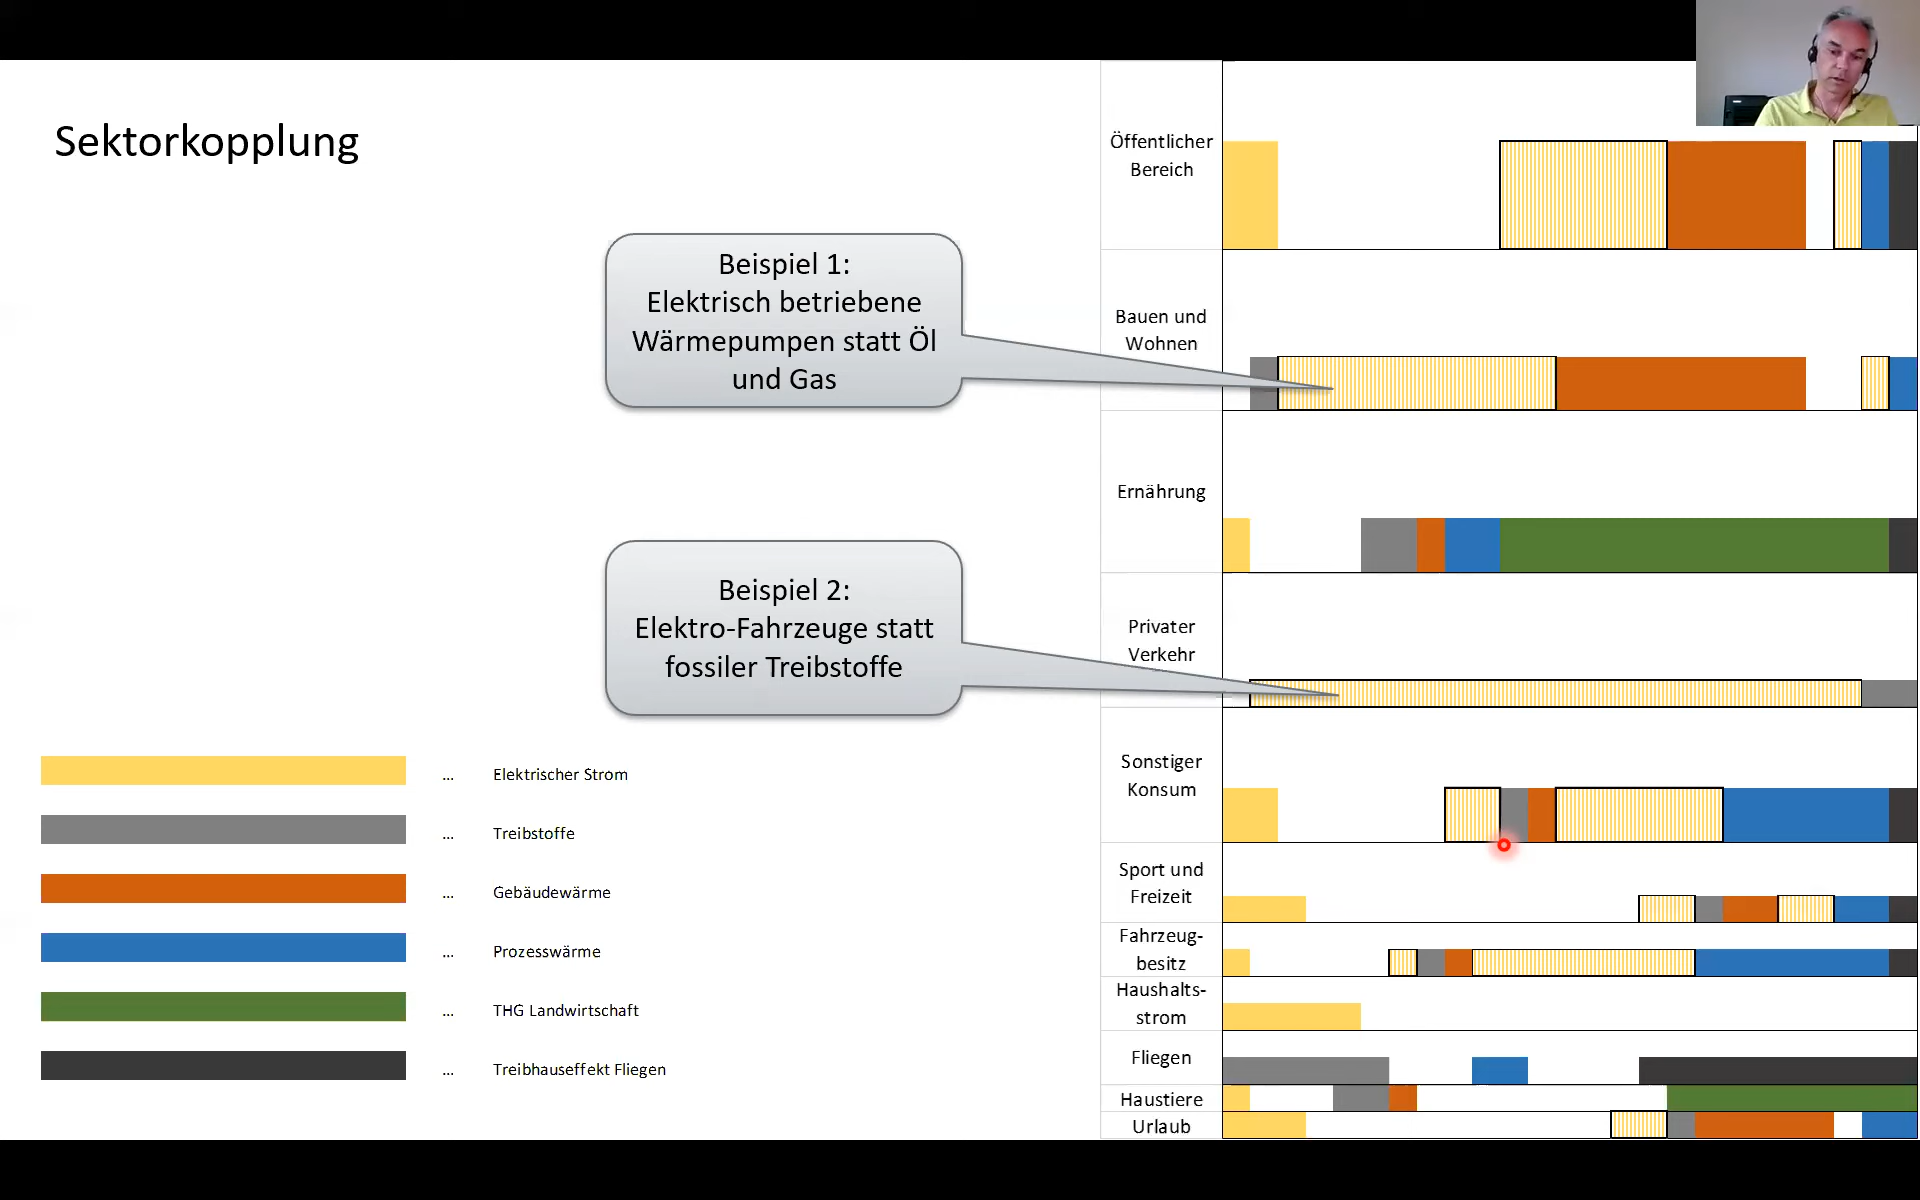 Sektorkopplung
Beispiel 1:
Elektrisch betriebene
Wärmepumpen statt Öl
und Gas
Beispiel 2:
Elektro-Fahrzeuge statt
fossiler Treibstoffe
... Elektrischer Strom
... Treibstoffe
... Gebäudewärme
... Prozesswärme
... THG Landwirtschaft
... Treibhauseffekt Fliegen
Öffentlicher
Bereich
Bauen und
Wohnen
Ernährung
Privater
Verkehr
Sonstiger
Konsum
Sport und
Freizeit
Fahrzeug-
besitz
Haushalts-
strom
Fliegen
Haustiere
Urlaub